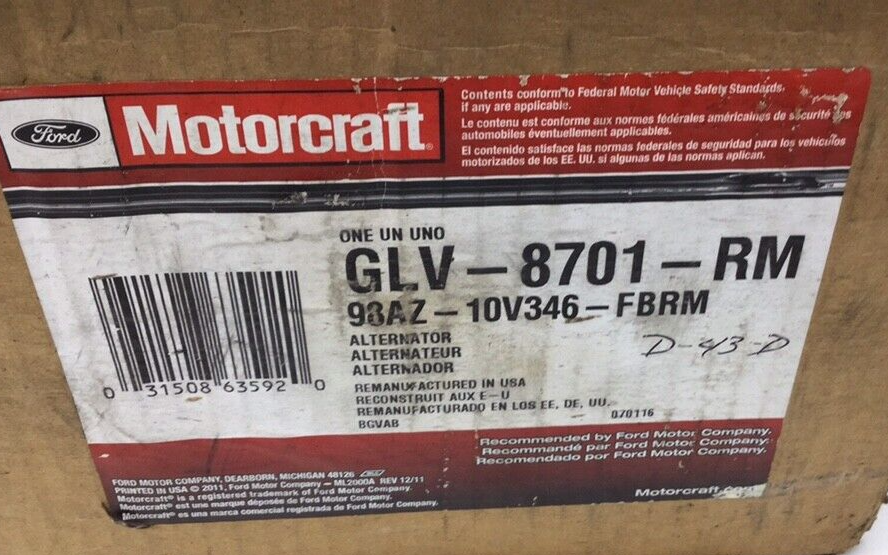 Ford
Motorcraft®
Contents conform to Federal Motor Vehicle Safety Standards,
if any are applicable.
Le contenu est conforme aux normes fédérales américaines de sécurité des
automobiles éventuellement applicables.
El contenido satisface las normas federales de seguridad para los vehículos
motorizados de los EE. UU. si algunas de las normas aplican.
ONE UN UNO
GLV-8701-RM
98AZ-10V346-FBRM
ALTERNATOR
ALTERNATEUR
ALTERNADOR
D-43-D
REMANUFACTURED IN USA
RECONSTRUIT AUX E-U
REMANUFACTURADO EN LOS EE, DE, UU.
070116
BGVAB
0 31508 63592 0
Recommended by Ford Motor Company.
Recommandé par Ford Motor Company.
Recomendado por Ford Motor Company.
FORD MOTOR COMPANY, DEARBORN, MICHIGAN 48126
PRINTED IN USA © 2011, Ford Motor Company - ML2000A REV 12/11
Motorcraft® is a registered trademark of Ford Motor Company.
Motorcraft® est une marque déposée de Ford Motor Company.
Motorcraft® es una marca comercial registrada de Ford Motor Company.
Motorcraft.com